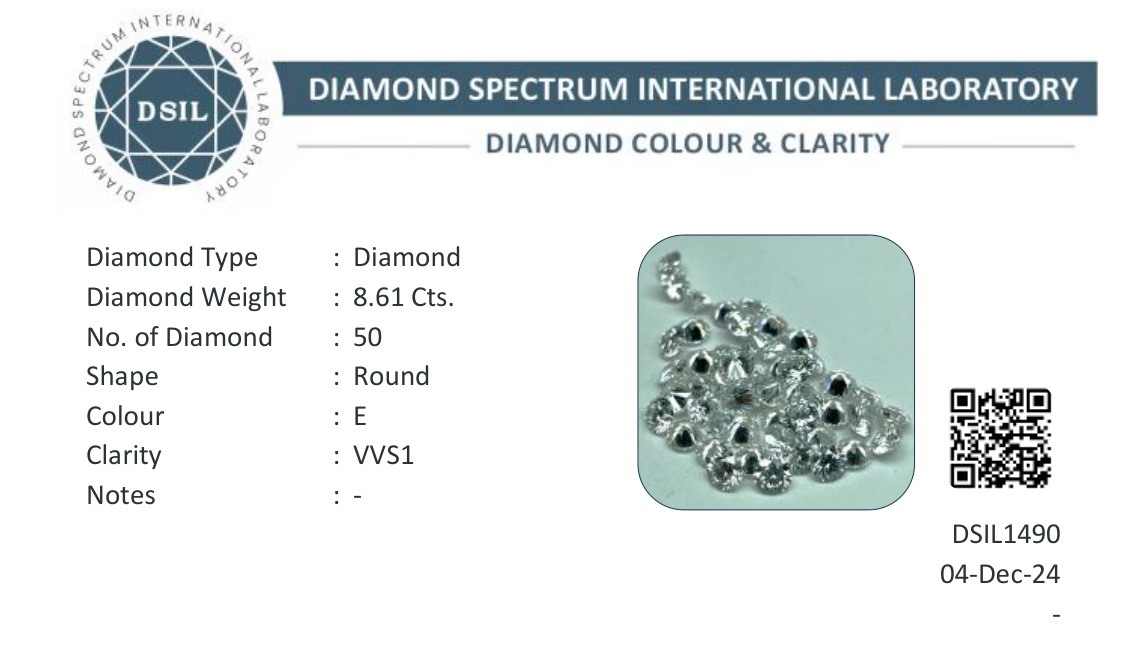 DIAMOND SPECTRUM INTERNATIONAL LABORATORY
DSIL
DIAMOND SPECTRUM INTERNATIONAL LABORATORY
DIAMOND COLOUR & CLARITY
Diamond Type : Diamond
Diamond Weight : 8.61 Cts.
No. of Diamond : 50
Shape : Round
Colour : E
Clarity : VVS1
Notes : -
DSIL1490
04-Dec-24
-